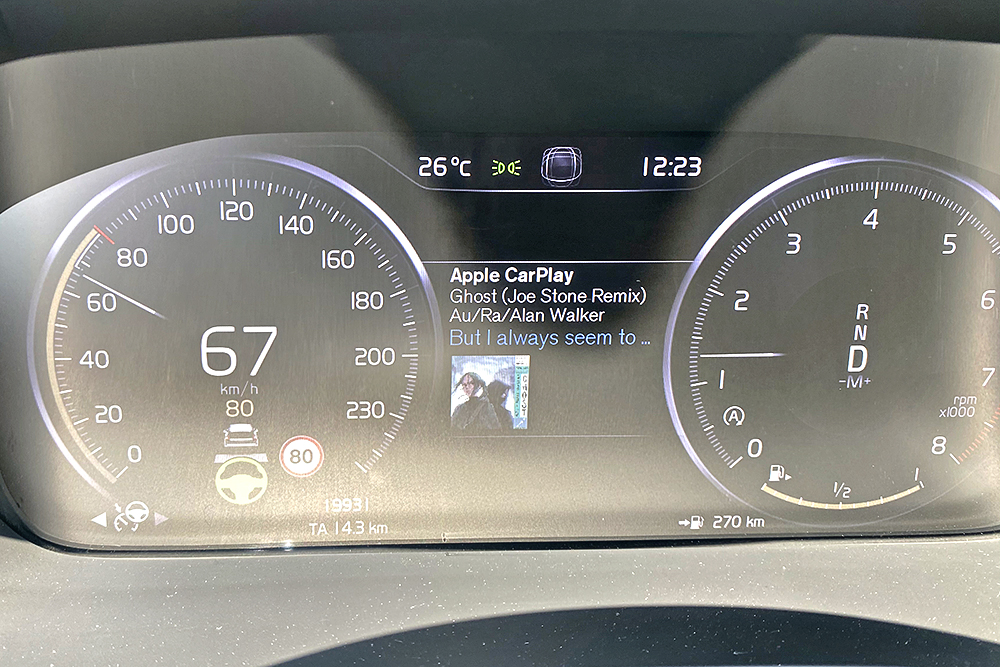 26°C 12:23
0 20 40 60 80 100 120 140 160 180 200 230
67
km/h
80
80
19931
TA 14.3 km
Apple CarPlay
Ghost (Joe Stone Remix)
Au/Ra/Alan Walker
But I always seem to ...
0 1 2 3 4 5 6 7 8
R
N
D
-M+
rpm
x1000
A
1/2 1
270 km